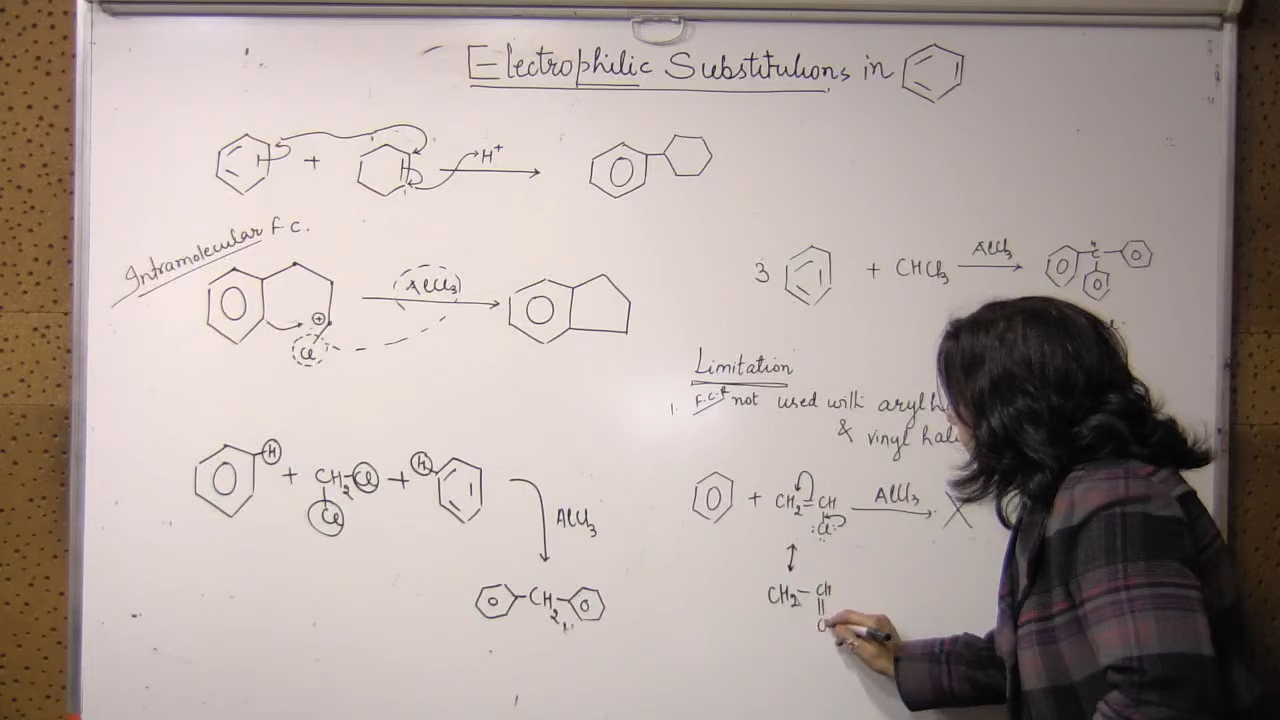 Electrophilic Substitutions in
H + H H⁺
Intramolecular F.C.
⊕ Cl AlCl₃
3 + CHCl₃ AlCl₃ H C
Limitation
1. F.C.R not used with aryl
& vinyl
H + CH₂ Cl Cl + H AlCl₃
CH₂
+ CH₂=CH :Cl: AlCl₃
CH₂–CH